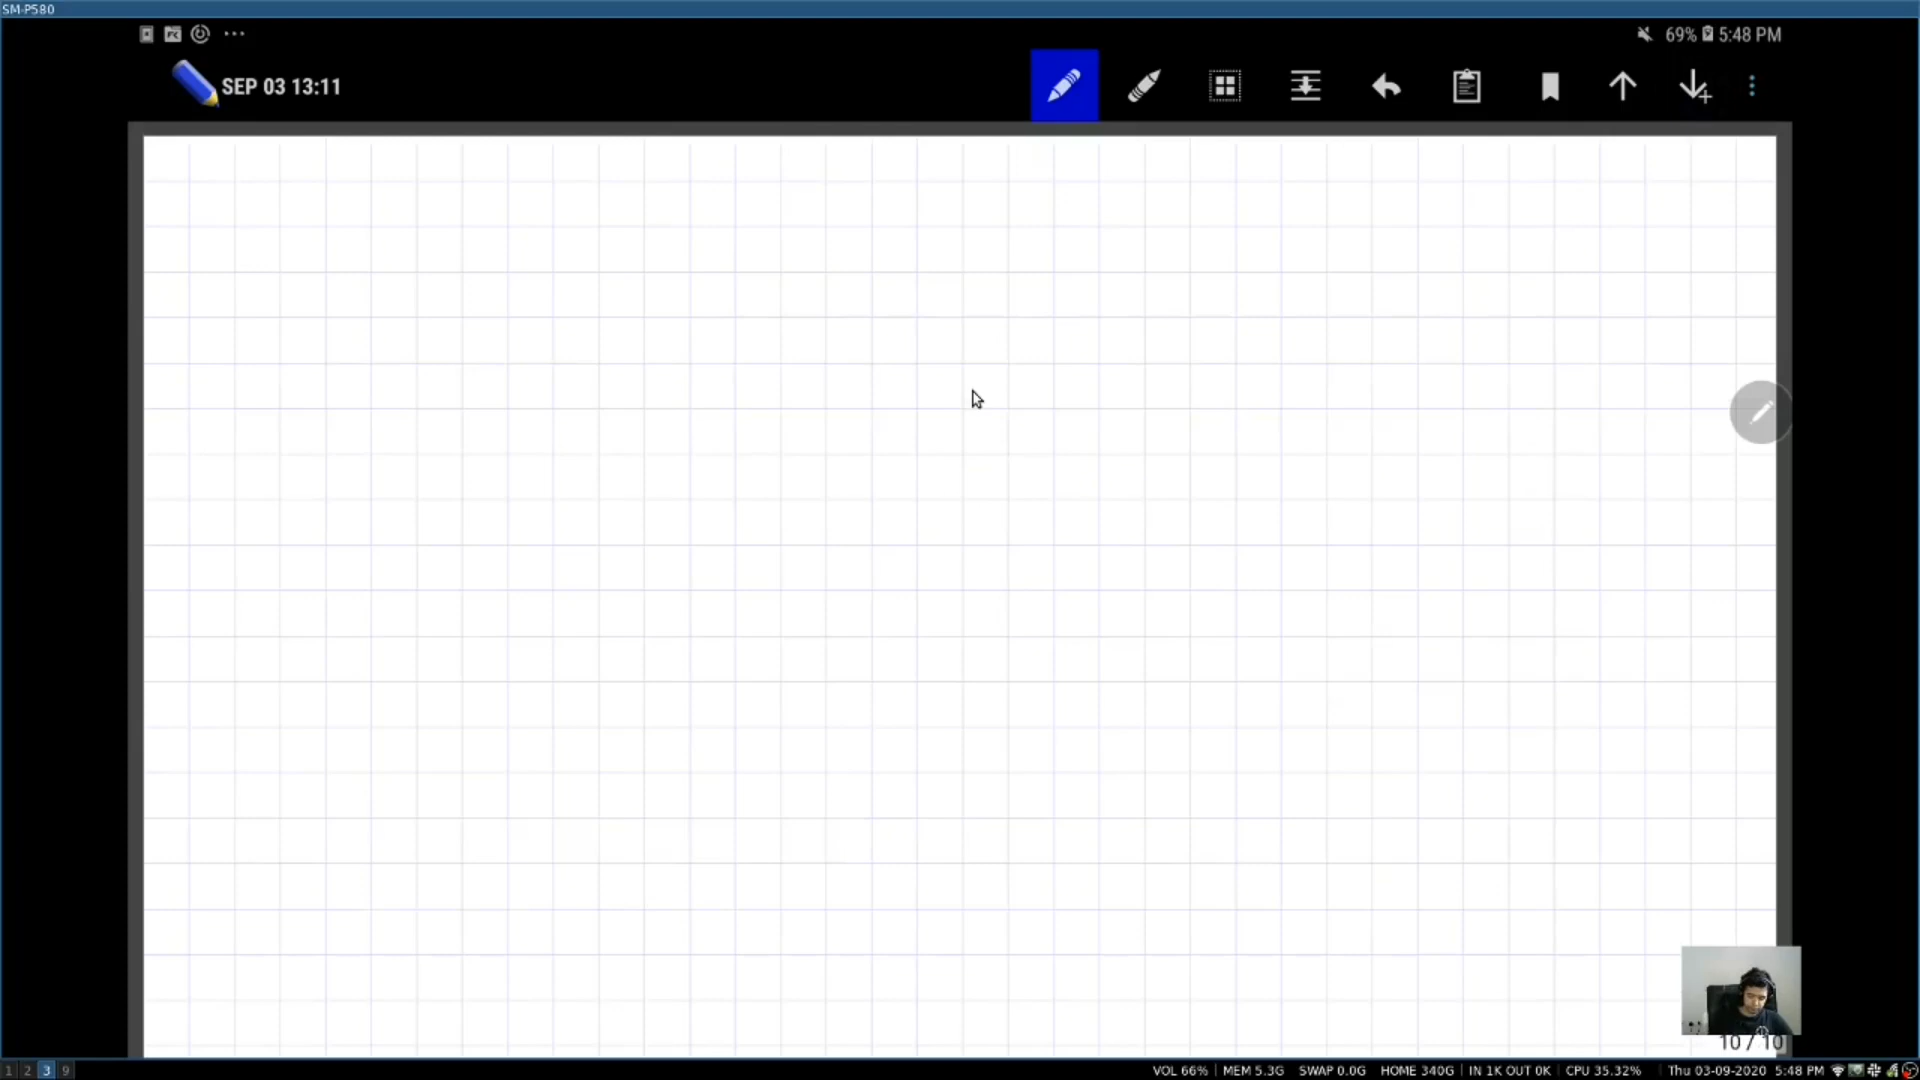 SM-P580
69% 5:48 PM
SEP 03 13:11
10 / 10
1 2 3 9
VOL 66% | MEM 5.3G SWAP 0.0G | HOME 340G | IN 1K OUT 0K | CPU 35.32% | Thu 03-09-2020 5:48 PM